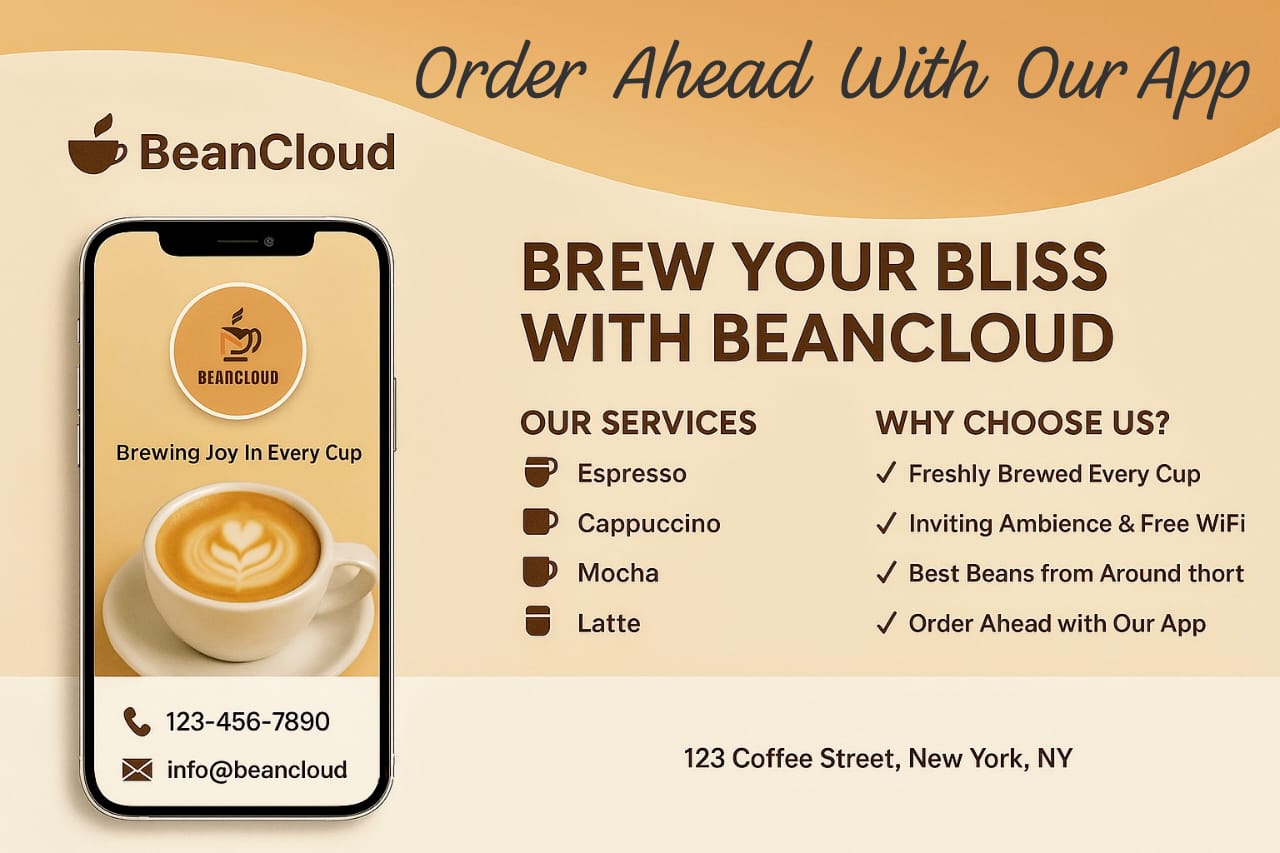 Order Ahead With Our App
BeanCloud
BEANCLOUD
Brewing Joy In Every Cup
123-456-7890
info@beancloud
BREW YOUR BLISS
WITH BEANCLOUD
OUR SERVICES
Espresso
Cappuccino
Mocha
Latte
WHY CHOOSE US?
Freshly Brewed Every Cup
Inviting Ambience & Free WiFi
Best Beans from Around thort
Order Ahead with Our App
123 Coffee Street, New York, NY